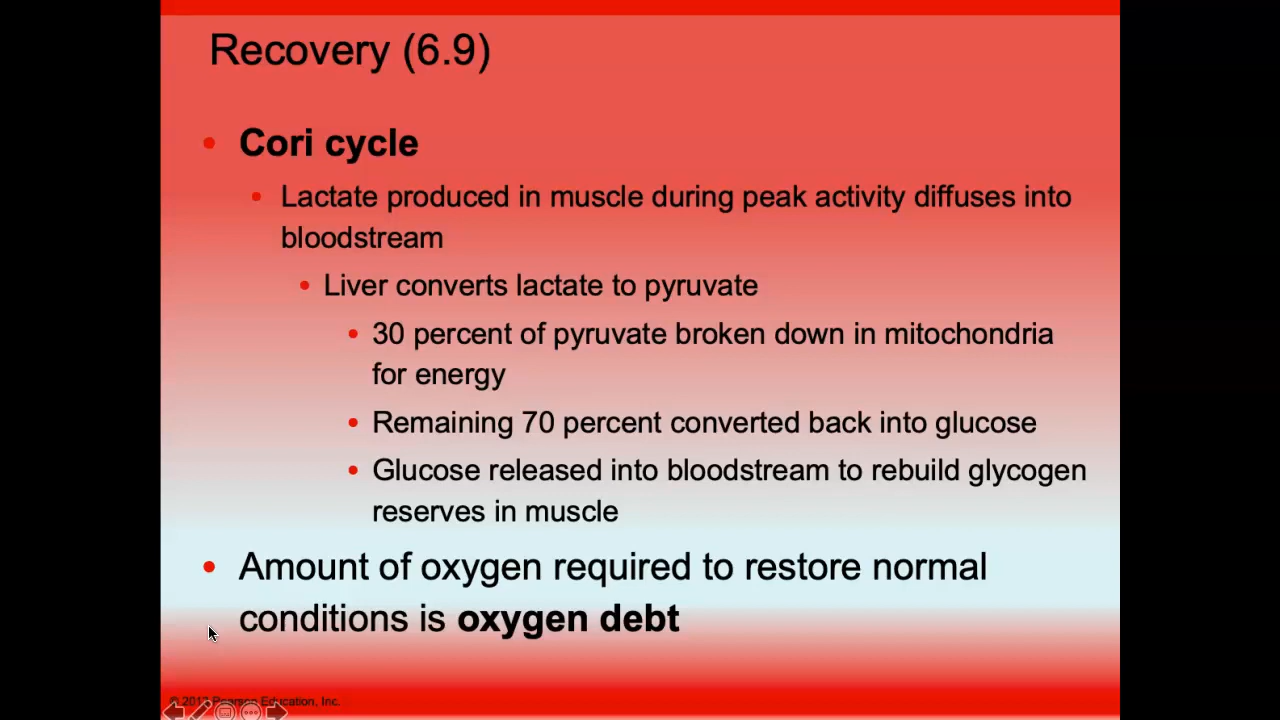 Recovery (6.9)
• Cori cycle
• Lactate produced in muscle during peak activity diffuses into
bloodstream
• Liver converts lactate to pyruvate
• 30 percent of pyruvate broken down in mitochondria
for energy
• Remaining 70 percent converted back into glucose
• Glucose released into bloodstream to rebuild glycogen
reserves in muscle
• Amount of oxygen required to restore normal
conditions is oxygen debt
© Pearson Education, Inc.